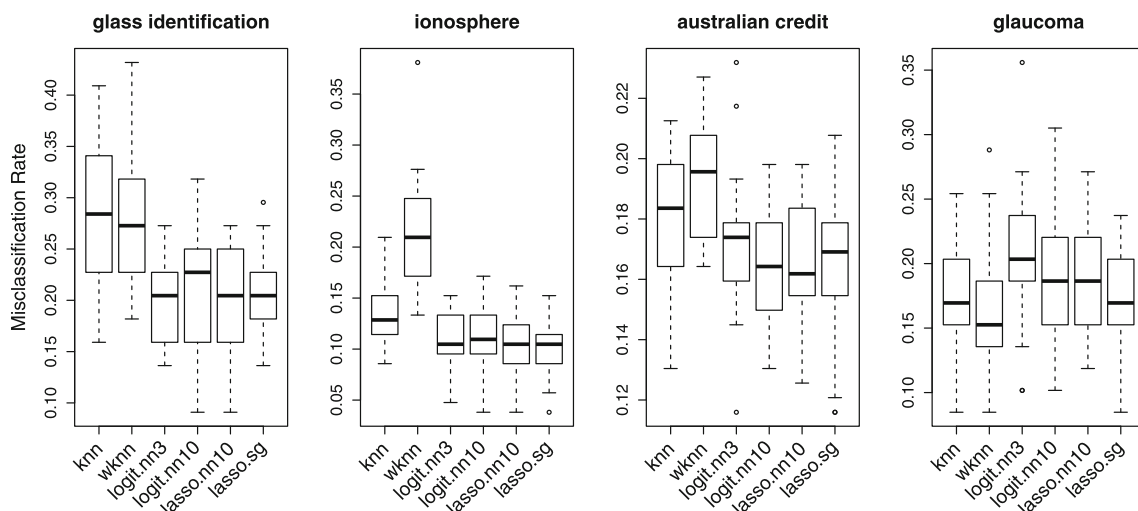 glass identification
ionosphere
australian credit
glaucoma
Misclassification Rate
0.40
0.35
0.30
0.25
0.20
0.15
0.10
knn
wknn
logit.nn3
logit.nn10
lasso.nn10
lasso.sg
0.35
0.30
0.25
0.20
0.15
0.10
0.05
knn
wknn
logit.nn3
logit.nn10
lasso.nn10
lasso.sg
0.22
0.20
0.18
0.16
0.14
0.12
knn
wknn
logit.nn3
logit.nn10
lasso.nn10
lasso.sg
0.35
0.30
0.25
0.20
0.15
0.10
knn
wknn
logit.nn3
logit.nn10
lasso.nn10
lasso.sg